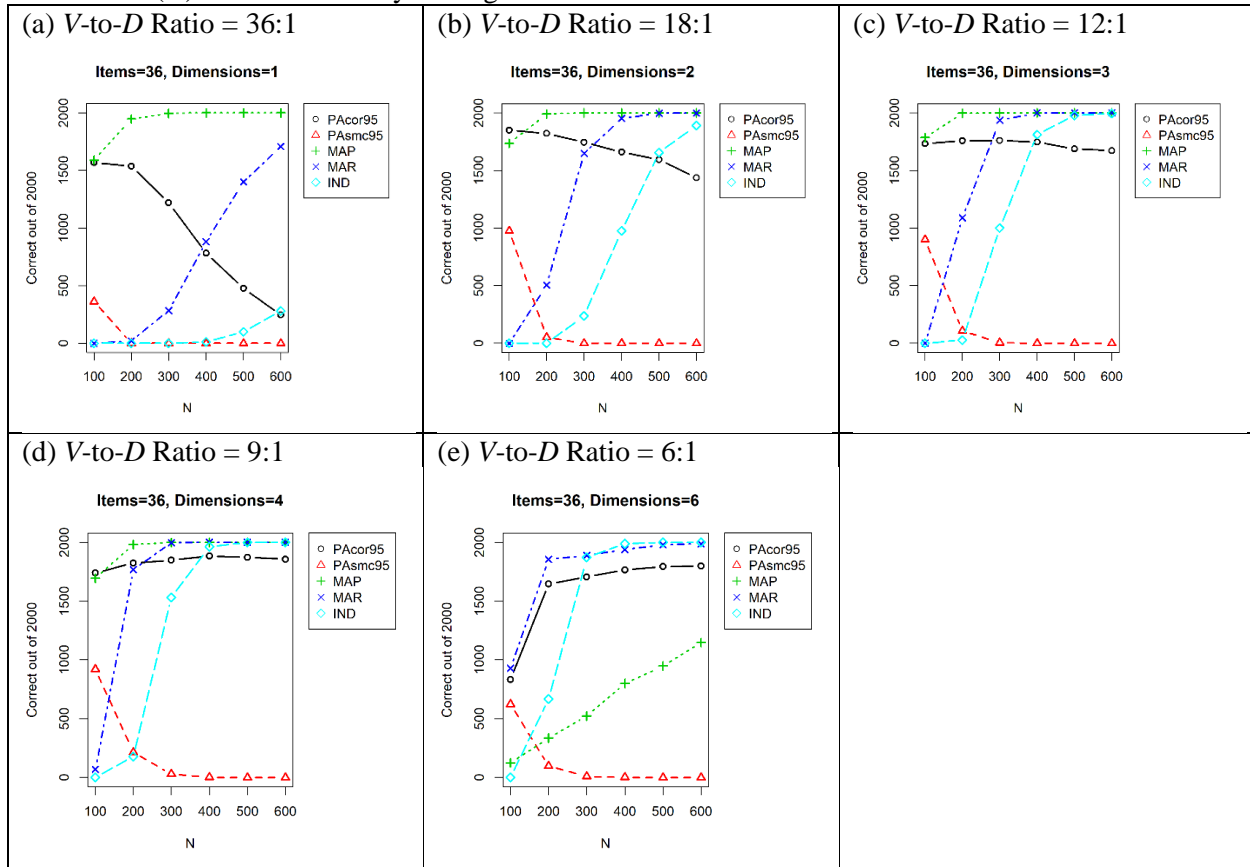 (a) V-to-D Ratio = 36:1
Items=36, Dimensions=1
Correct out of 2000
0
500
1000
1500
2000
100 200 300 400 500 600
N
PAcor95
PAsmc95
MAP
MAR
IND
(b) V-to-D Ratio = 18:1
Items=36, Dimensions=2
Correct out of 2000
0
500
1000
1500
2000
100 200 300 400 500 600
N
PAcor95
PAsmc95
MAP
MAR
IND
(c) V-to-D Ratio = 12:1
Items=36, Dimensions=3
Correct out of 2000
0
500
1000
1500
2000
100 200 300 400 500 600
N
PAcor95
PAsmc95
MAP
MAR
IND
(d) V-to-D Ratio = 9:1
Items=36, Dimensions=4
Correct out of 2000
0
500
1000
1500
2000
100 200 300 400 500 600
N
PAcor95
PAsmc95
MAP
MAR
IND
(e) V-to-D Ratio = 6:1
Items=36, Dimensions=6
Correct out of 2000
0
500
1000
1500
2000
100 200 300 400 500 600
N
PAcor95
PAsmc95
MAP
MAR
IND